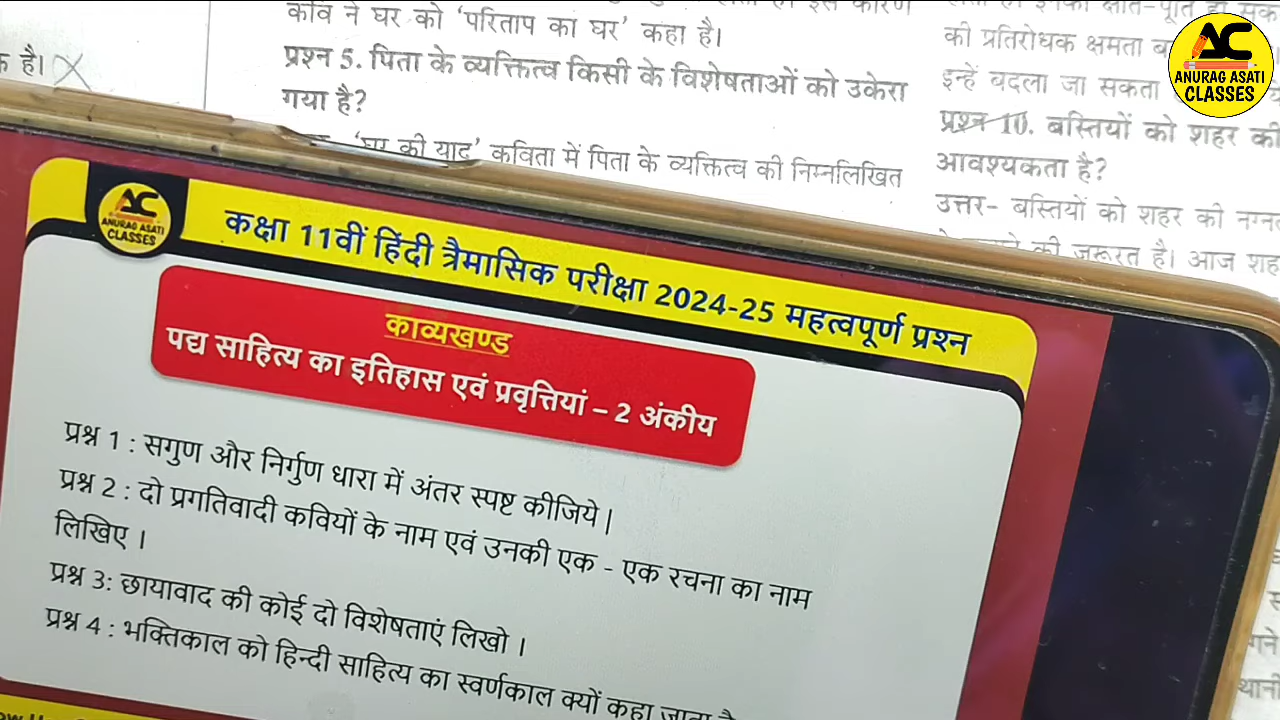 कवि ने घर को 'परिताप का घर' कहा है।
प्रश्न 5. पिता के व्यक्तित्व किसी के विशेषताओं को उकेरा
गया है?
'घर की याद' कविता में पिता के व्यक्तित्व की निम्नलिखित
है।
की प्रतिरोधक क्षमता
इन्हें बदला जा सकता
प्रश्न 10. बस्तियों को शहर की
आवश्यकता है?
उत्तर- बस्तियों को शहर की
की जरूरत है। आज शह
AC
ANURAG ASATI
CLASSES
AC
ANURAG ASATI
CLASSES
कक्षा 11वीं हिंदी त्रैमासिक परीक्षा 2024-25 महत्वपूर्ण प्रश्न
काव्यखण्ड
पद्य साहित्य का इतिहास एवं प्रवृत्तियां – 2 अंकीय
प्रश्न 1 : सगुण और निर्गुण धारा में अंतर स्पष्ट कीजिये |
प्रश्न 2 : दो प्रगतिवादी कवियों के नाम एवं उनकी एक - एक रचना का नाम
लिखिए ।
प्रश्न 3: छायावाद की कोई दो विशेषताएं लिखो ।
प्रश्न 4 : भक्तिकाल को हिन्दी साहित्य का स्वर्णकाल क्यों कहा जाता है